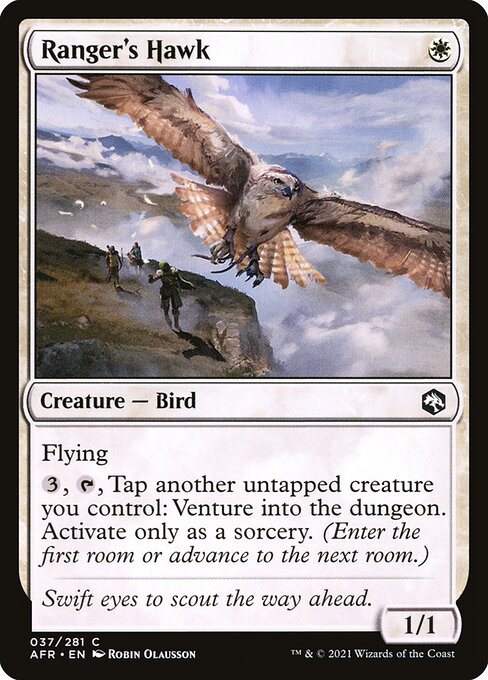 Ranger's Hawk
Creature — Bird
Flying
3, Tap another untapped creature
you control: Venture into the dungeon.
Activate only as a sorcery. (Enter the
first room or advance to the next room.)
Swift eyes to scout the way ahead.
1/1
037/281 C
AFR • EN Robin Olausson
™ & © 2021 Wizards of the Coast